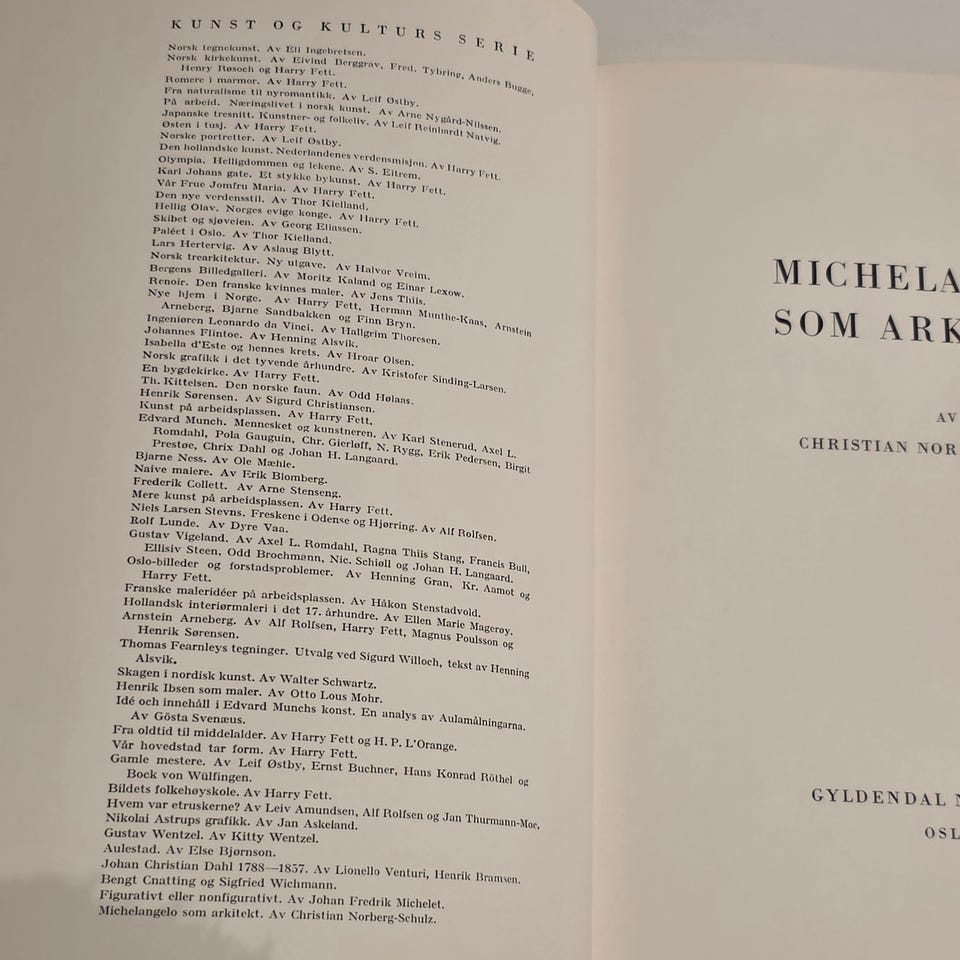 KUNST OG KULTURS SERIE
Norsk tegnekunst. Av Eli Ingebretsen.
Norsk kirkekunst. Av Eivind Berggrav, Fred. Tybring, Anders Bugge,
Henry Røsoch og Harry Fett.
Romere i marmor. Av Harry Fett.
Fra naturalisme til nyromantikk. Av Leif Østby.
På arbeid. Næringslivet i norsk kunst. Av Arne Nygård-Nilssen.
Japanske tresnitt. Kunstner- og folkeliv. Av Leif Reinhardt Natvig.
Østen i tusj. Av Harry Fett.
Norske portretter. Av Leif Østby.
Den hollandske kunst. Nederlandenes verdensmisjon. Av Harry Fett.
Olympia. Helligdommen og lekene. Av S. Eitrem.
Karl Johans gate. Et stykke bykunst. Av Harry Fett.
Vår Frue Jomfru Maria. Av Harry Fett.
Den nye verdensstil. Av Thor Kielland.
Hellig Olav. Norges evige konge. Av Harry Fett.
Skibet og sjøveien. Av Georg Eliassen.
Paléet i Oslo. Av Thor Kielland.
Lars Hertervig. Av Aslaug Blytt.
Norsk trearkitektur. Ny utgave. Av Halvor Vreim.
Bergens Billedgalleri. Av Moritz Kaland og Einar Lexow.
Renoir. Den franske kvinnes maler. Av Jens Thiis.
Nye hjem i Norge. Av Harry Fett, Herman Munthe-Kaas, Arnstein
Arneberg, Bjarne Sandbakken og Finn Bryn.
Ingeniøren Leonardo da Vinci. Av Hallgrim Thoresen.
Johannes Flintoe. Av Henning Alsvik.
Isabella d'Este og hennes krets. Av Hroar Olsen.
Norsk grafikk i det tyvende århundre. Av Kristofer Sinding-Larsen.
En bygdekirke. Av Harry Fett.
Th. Kittelsen. Den norske faun. Av Odd Hølaas.
Henrik Sørensen. Av Sigurd Christiansen.
Kunst på arbeidsplassen. Av Harry Fett.
Edvard Munch. Mennesket og kunstneren. Av Karl Stenerud, Axel L.
Romdahl, Pola Gauguin, Chr. Gierløff, N. Rygg, Erik Pedersen, Birgit
Prestøe, Chrix Dahl og Johan H. Langaard.
Bjarne Ness. Av Ole Mæhle.
Naive malere. Av Erik Blomberg.
Frederik Collett. Av Arne Stenseng.
Mere kunst på arbeidsplassen. Av Harry Fett.
Niels Larsen Stevns. Freskene i Odense og Hjørring. Av Alf Rolfsen.
Rolf Lunde. Av Dyre Vaa.
Gustav Vigeland. Av Axel L. Romdahl, Ragna Thiis Stang, Francis Bull,
Ellisiv Steen, Odd Brochmann, Nic. Schiøll og Johan H. Langaard.
Oslo-billeder og forstadsproblemer. Av Henning Gran, Kr. Aamot og
Harry Fett.
Franske maleridéer på arbeidsplassen. Av Håkon Stenstadvold.
Hollandsk interiørmaleri i det 17. århundre. Av Ellen Marie Magerøy.
Arnstein Arneberg. Av Alf Rolfsen, Harry Fett, Magnus Poulsson og
Henrik Sørensen.
Thomas Fearnleys tegninger. Utvalg ved Sigurd Willoch, tekst av Henning
Alsvik.
Skagen i nordisk kunst. Av Walter Schwartz.
Henrik Ibsen som maler. Av Otto Lous Mohr.
Idé och innehåll i Edvard Munchs konst. En analys av Aulamålningarna.
Av Gösta Svenæus.
Fra oldtid til middelalder. Av Harry Fett og H. P. L'Orange.
Vår hovedstad tar form. Av Harry Fett.
Gamle mestere. Av Leif Østby, Ernst Buchner, Hans Konrad Röthel og
Bock von Wülfingen.
Bildets folkehøyskole. Av Harry Fett.
Hvem var etruskerne? Av Leiv Amundsen, Alf Rolfsen og Jan Thurmann-Moe.
Nikolai Astrups grafikk. Av Jan Askeland.
Gustav Wentzel. Av Kitty Wentzel.
Aulestad. Av Else Bjørnson.
Johan Christian Dahl 1788—1857. Av Lionello Venturi, Henrik Bramsen.
Bengt Cnatting og Sigfried Wichmann.
Figurativt eller nonfigurativt. Av Johan Fredrik Michelet.
Michelangelo som arkitekt. Av Christian Norberg-Schulz.
MICHELA
SOM ARK
AV
CHRISTIAN NOR
GYLDENDAL N
OSL